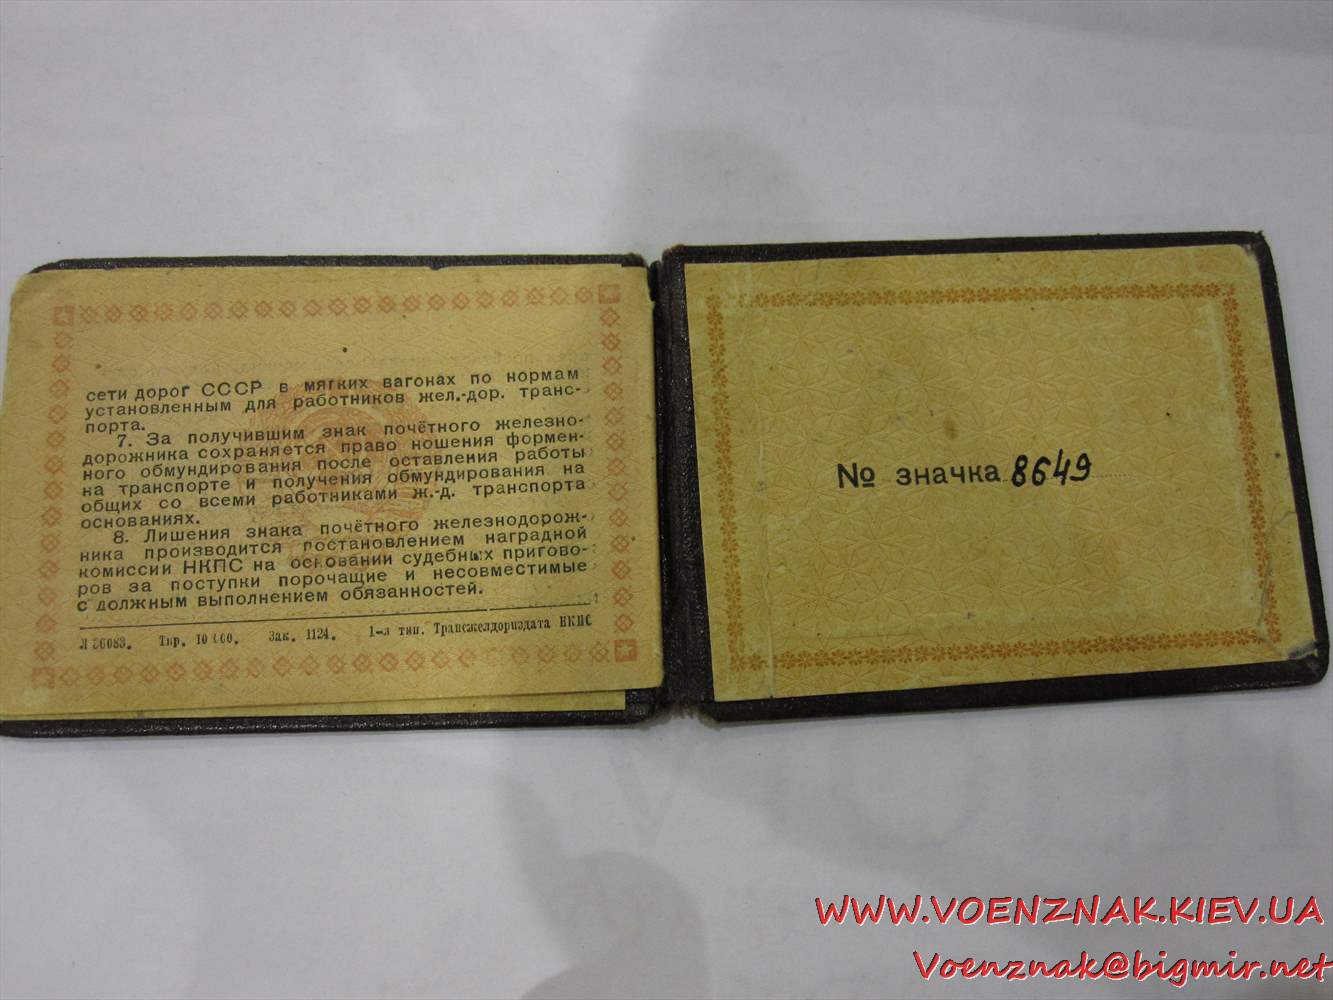 сети дорог СССР в мягких вагонах по нормам
установленным для работников жел.-дор. транс-
порта.
7. За получившим знак почётного железно-
дорожника сохраняется право ношения формен-
ного обмундирования после оставления работы
на транспорте и получения обмундирования на
общих со всеми работниками ж.-д. транспорта
основаниях.
8. Лишения знака почётного железнодорож-
ника производится постановлением наградной
комиссии НКПС на основании судебных пригово-
ров за поступки порочащие и несовместимые
с должным выполнением обязанностей.
Л 86083. Тир. 10 000. Зак. 1124. 1-я тип. Трансжелдориздата НКПС
№ значка 8649
WWW.VOENZNAK.KIEV.UA
Voenznak@bigmir.net